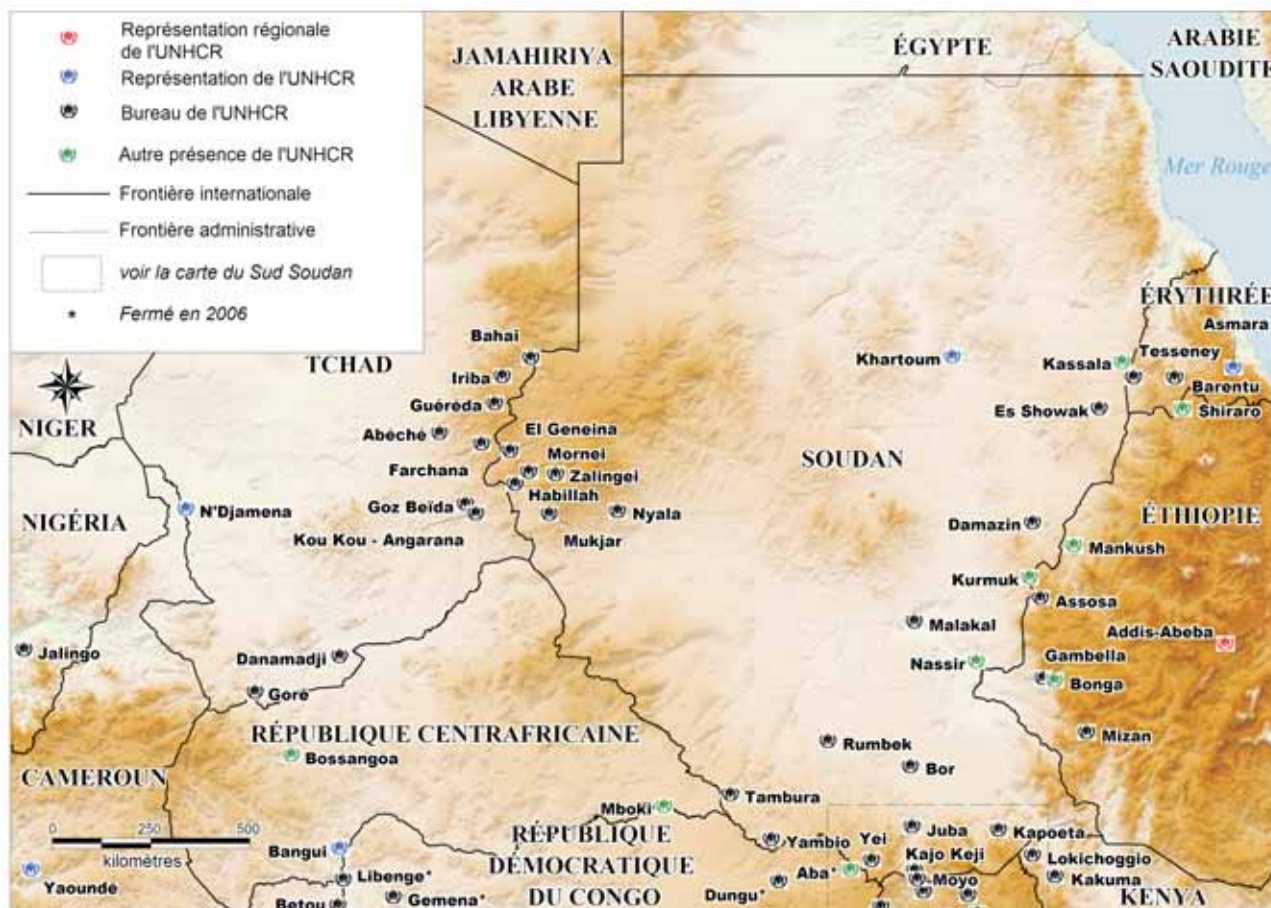 Représentation régionale
de l'UNHCR
Représentation de l'UNHCR
Bureau de l'UNHCR
Autre présence de l'UNHCR
Frontière internationale
Frontière administrative
voir la carte du Sud Soudan
* Fermé en 2006
JAMAHIRIYA
ARABE
LIBYENNE
ÉGYPTE
ARABIE
SAOUDITE
Mer Rouge
ÉRYTHRÉE
Asmara
Bahai
TCHAD
Khartoum
Kassala
Tesseney
Iriba
Barentu
Guéréda
Es Showak
Shiraro
NIGER
Abéché
El Geneina
Mornei
SOUDAN
Farchana
Zalingei
Habillah
N'Djamena
Goz Beïda
Nyala
NIGÉRIA
ÉTHIOPIE
Damazin
Kou Kou - Angarana
Mukjar
Mankush
Kurmuk
Assosa
Malakal
Addis-Abeba
Jalingo
Danamadji
Nassir
Gambella
Bonga
Goré
RÉPUBLIQUE CENTRAFRICAINE
Mizan
Rumbek
Bossangoa
Bor
CAMEROUN
Tambura
Mboki
0 250 500
kilomètres
RÉPUBLIQUE
DÉMOCRATIQUE
DU CONGO
Juba
Kapoeta
Yambio
Yei
Bangui
Kajo Keji
Lokichoggio
Yaoundé
Libenge*
Aba*
Moyo
Kakuma
Dungu*
Betou
Gemena*
KENYA